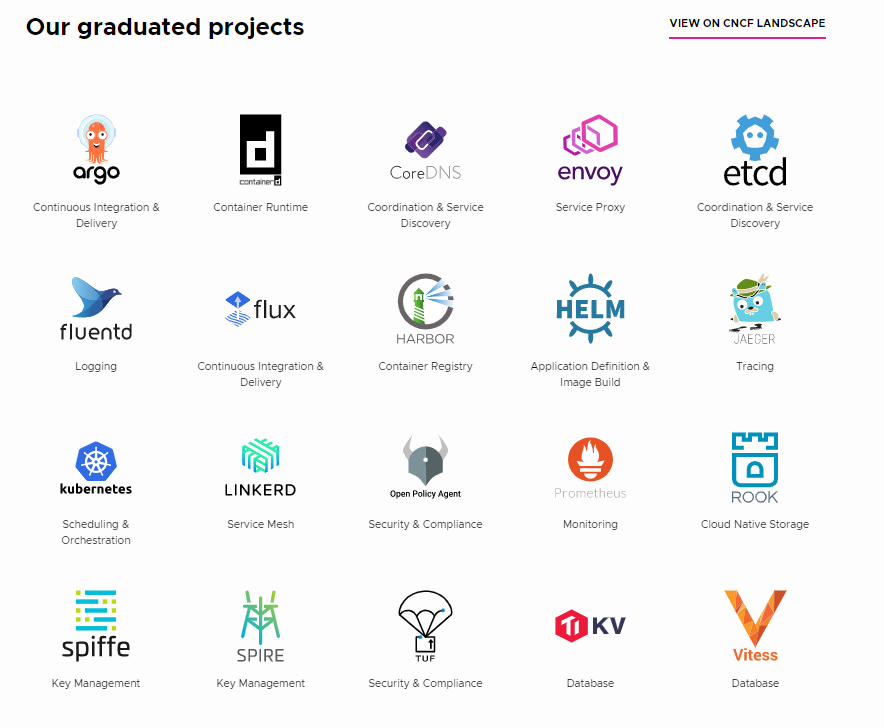 Our graduated projects
VIEW ON CNCF LANDSCAPE
argo
Continuous Integration &
Delivery
d
containerd
Container Runtime
CoreDNS
Coordination & Service
Discovery
envoy
Service Proxy
etcd
Coordination & Service
Discovery
fluentd
Logging
flux
Continuous Integration &
Delivery
HARBOR
Container Registry
HELM
Application Definition &
Image Build
JAEGER
Tracing
kubernetes
Scheduling &
Orchestration
LINKERD
Service Mesh
Open Policy Agent
Security & Compliance
Prometheus
Monitoring
ROOK
Cloud Native Storage
spiffe
Key Management
SPIRE
Key Management
TUF
Security & Compliance
TiKV
Database
Vitess
Database